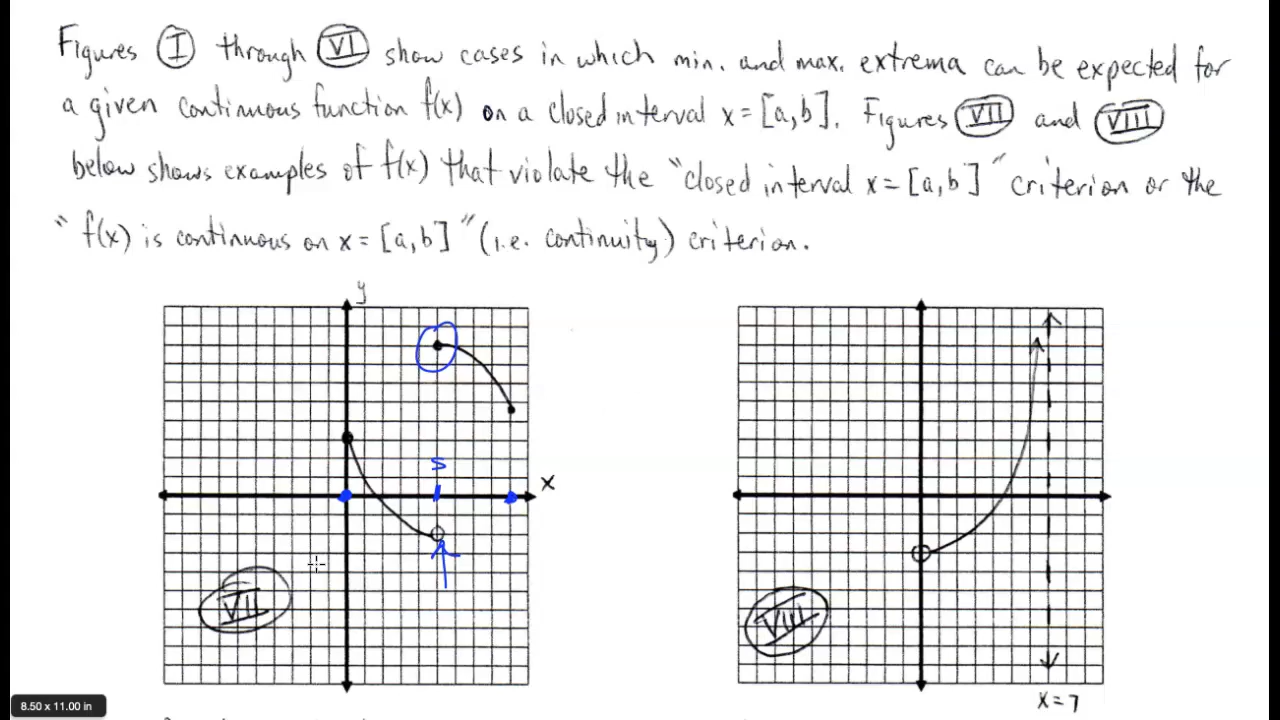 Figures I through VI show cases in which min. and max. extrema can be expected for
a given continuous function f(x) on a closed interval x = [a,b]. Figures VII and VIII
below shows examples of f(x) that violate the "closed interval x = [a,b]" criterion or the
"f(x) is continuous on x = [a,b]" (i.e. continuity) criterion.
y
5
x
VII
VIII
x = 7
8.50 x 11.00 in